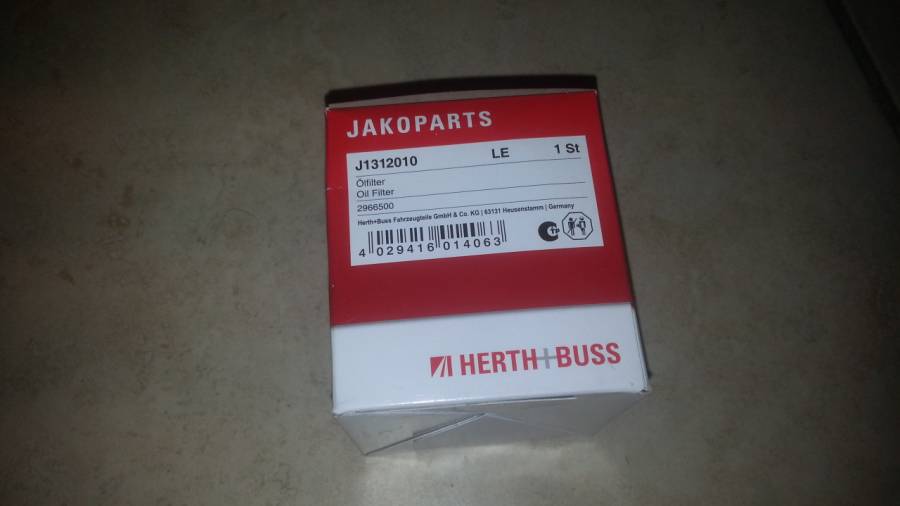 JAKOPARTS
J1312010 LE 1 St
Ölfilter
Oil Filter
2966500
Herth+Buss Fahrzeugteile GmbH & Co. KG | 63131 Heusenstamm | Germany
4 029416 014063
CTP
HERTH+BUSS